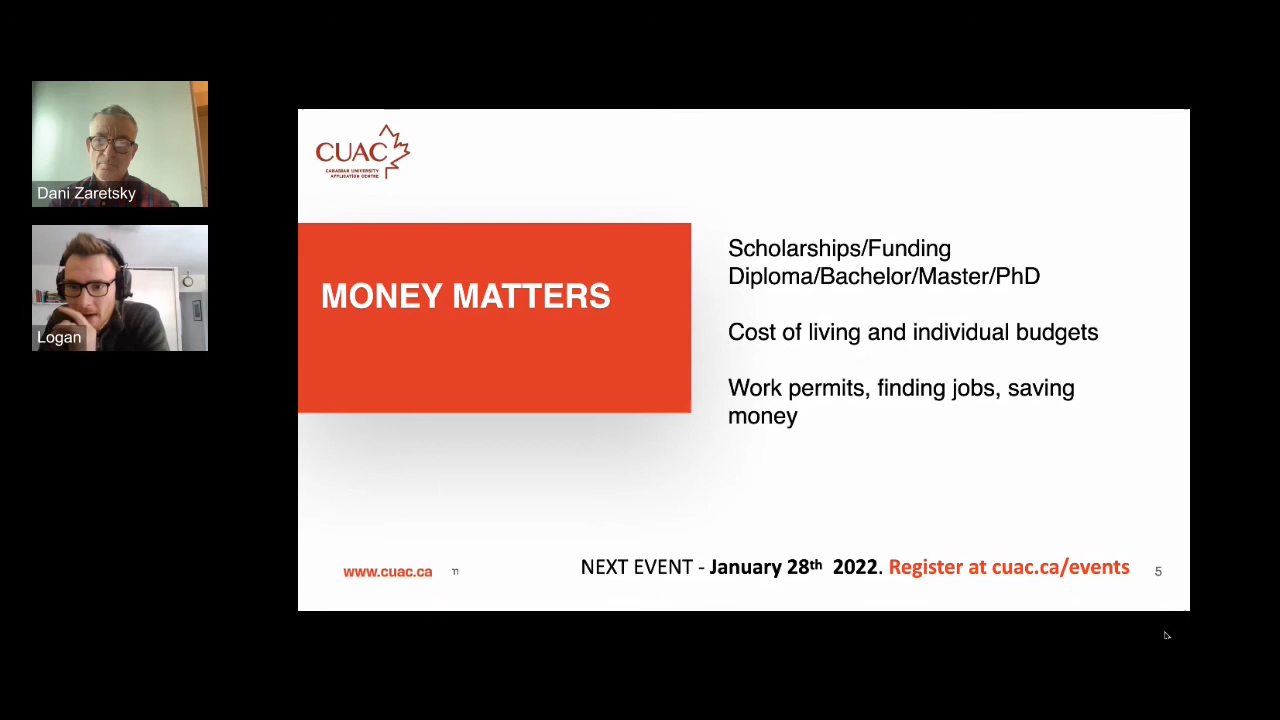 Dani Zaretsky
Logan
CUAC
CANADIAN UNIVERSITY
APPLICATION CENTRE
MONEY MATTERS
Scholarships/Funding
Diploma/Bachelor/Master/PhD
Cost of living and individual budgets
Work permits, finding jobs, saving
money
www.cuac.ca
NEXT EVENT - January 28th 2022. Register at cuac.ca/events
5